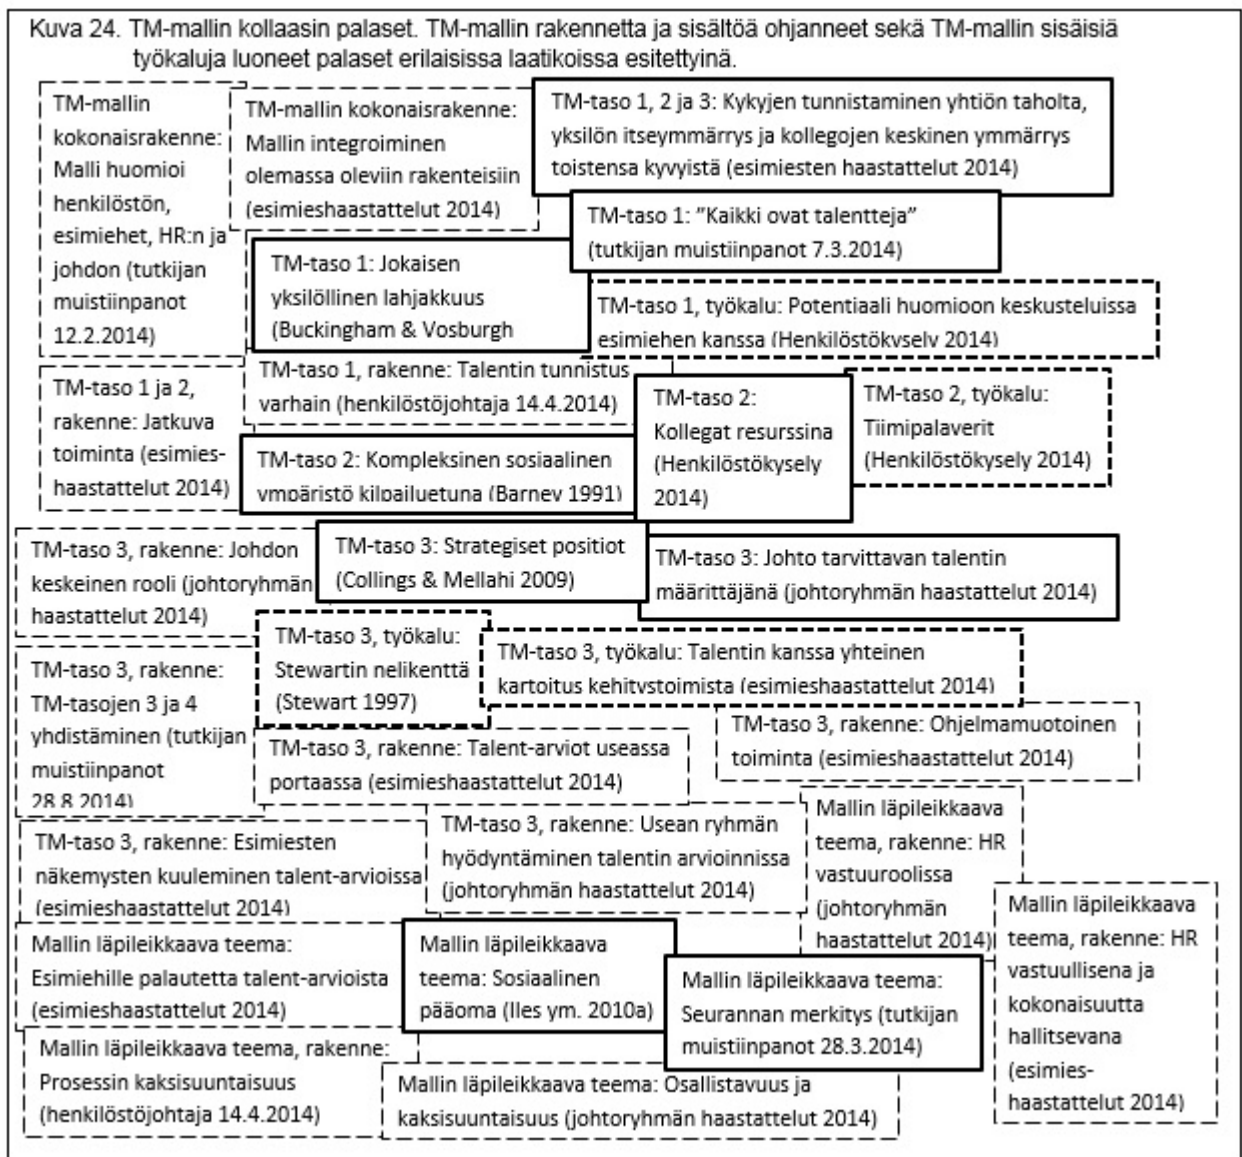 Kuva 24. TM-mallin kollaasin palaset. TM-mallin rakennetta ja sisältöä ohjanneet sekä TM-mallin sisäisiä
työkaluja luoneet palaset erilaisissa laatikoissa esitettyinä.
TM-mallin
kokonaisrakenne:
Malli huomioi
henkilöstön,
esimiehet, HR:n ja
johdon (tutkijan
muistiinpanot
12.2.2014)
TM-mallin kokonaisrakenne:
Mallin integroiminen
olemassa oleviin rakenteisiin
(esimieshaastattelut 2014)
TM-taso 1, 2 ja 3: Kykyjen tunnistaminen yhtiön taholta,
yksilön itseymmärrys ja kollegojen keskinen ymmärrys
toistensa kyvyistä (esimiesten haastattelut 2014)
TM-taso 1: ”Kaikki ovat talentteja”
(tutkijan muistiinpanot 7.3.2014)
TM-taso 1: Jokaisen
yksilöllinen lahjakkuus
(Buckingham & Vosburgh
TM-taso 1, työkalu: Potentiaali huomioon keskusteluissa
esimiehen kanssa (Henkilöstökysely 2014)
TM-taso 1 ja 2,
rakenne: Jatkuva
toiminta (esimies-
haastattelut 2014)
TM-taso 1, rakenne: Talentin tunnistus
varhain (henkilöstöjohtaja 14.4.2014)
TM-taso 2:
Kollegat resurssina
(Henkilöstökysely
2014)
TM-taso 2, työkalu:
Tiimipalaverit
(Henkilöstökysely 2014)
TM-taso 2: Kompleksinen sosiaalinen
ympäristö kilpailuetuna (Barney 1991)
TM-taso 3, rakenne: Johdon
keskeinen rooli (johtoryhmän
haastattelut 2014)
TM-taso 3: Strategiset positiot
(Collings & Mellahi 2009)
TM-taso 3: Johto tarvittavan talentin
määrittäjänä (johtoryhmän haastattelut 2014)
TM-taso 3, työkalu:
Stewartin nelikenttä
(Stewart 1997)
TM-taso 3, työkalu: Talentin kanssa yhteinen
kartoitus kehitystoimista (esimieshaastattelut 2014)
TM-taso 3, rakenne:
TM-tasojen 3 ja 4
yhdistäminen (tutkijan
muistiinpanot
28.8.2014)
TM-taso 3, rakenne: Talent-arviot useassa
portaassa (esimieshaastattelut 2014)
TM-taso 3, rakenne: Ohjelmamuotoinen
toiminta (esimieshaastattelut 2014)
TM-taso 3, rakenne: Esimiesten
näkemysten kuuleminen talent-arvioissa
(esimieshaastattelut 2014)
TM-taso 3, rakenne: Usean ryhmän
hyödyntäminen talentin arvioinnissa
(johtoryhmän haastattelut 2014)
Mallin läpileikkaava
teema, rakenne: HR
vastuuroolissa
(johtoryhmän
haastattelut 2014)
Mallin läpileikkaava
teema, rakenne: HR
vastuullisena ja
kokonaisuutta
hallitsevana
(esimies-
haastattelut 2014)
Mallin läpileikkaava teema:
Esimiehille palautetta talent-arvioista
(esimieshaastattelut 2014)
Mallin läpileikkaava
teema: Sosiaalinen
pääoma (Iles ym. 2010a)
Mallin läpileikkaava teema:
Seurannan merkitys (tutkijan
muistiinpanot 28.3.2014)
Mallin läpileikkaava teema, rakenne:
Prosessin kaksisuuntaisuus
(henkilöstöjohtaja 14.4.2014)
Mallin läpileikkaava teema: Osallistavuus ja
kaksisuuntaisuus (johtoryhmän haastattelut 2014)